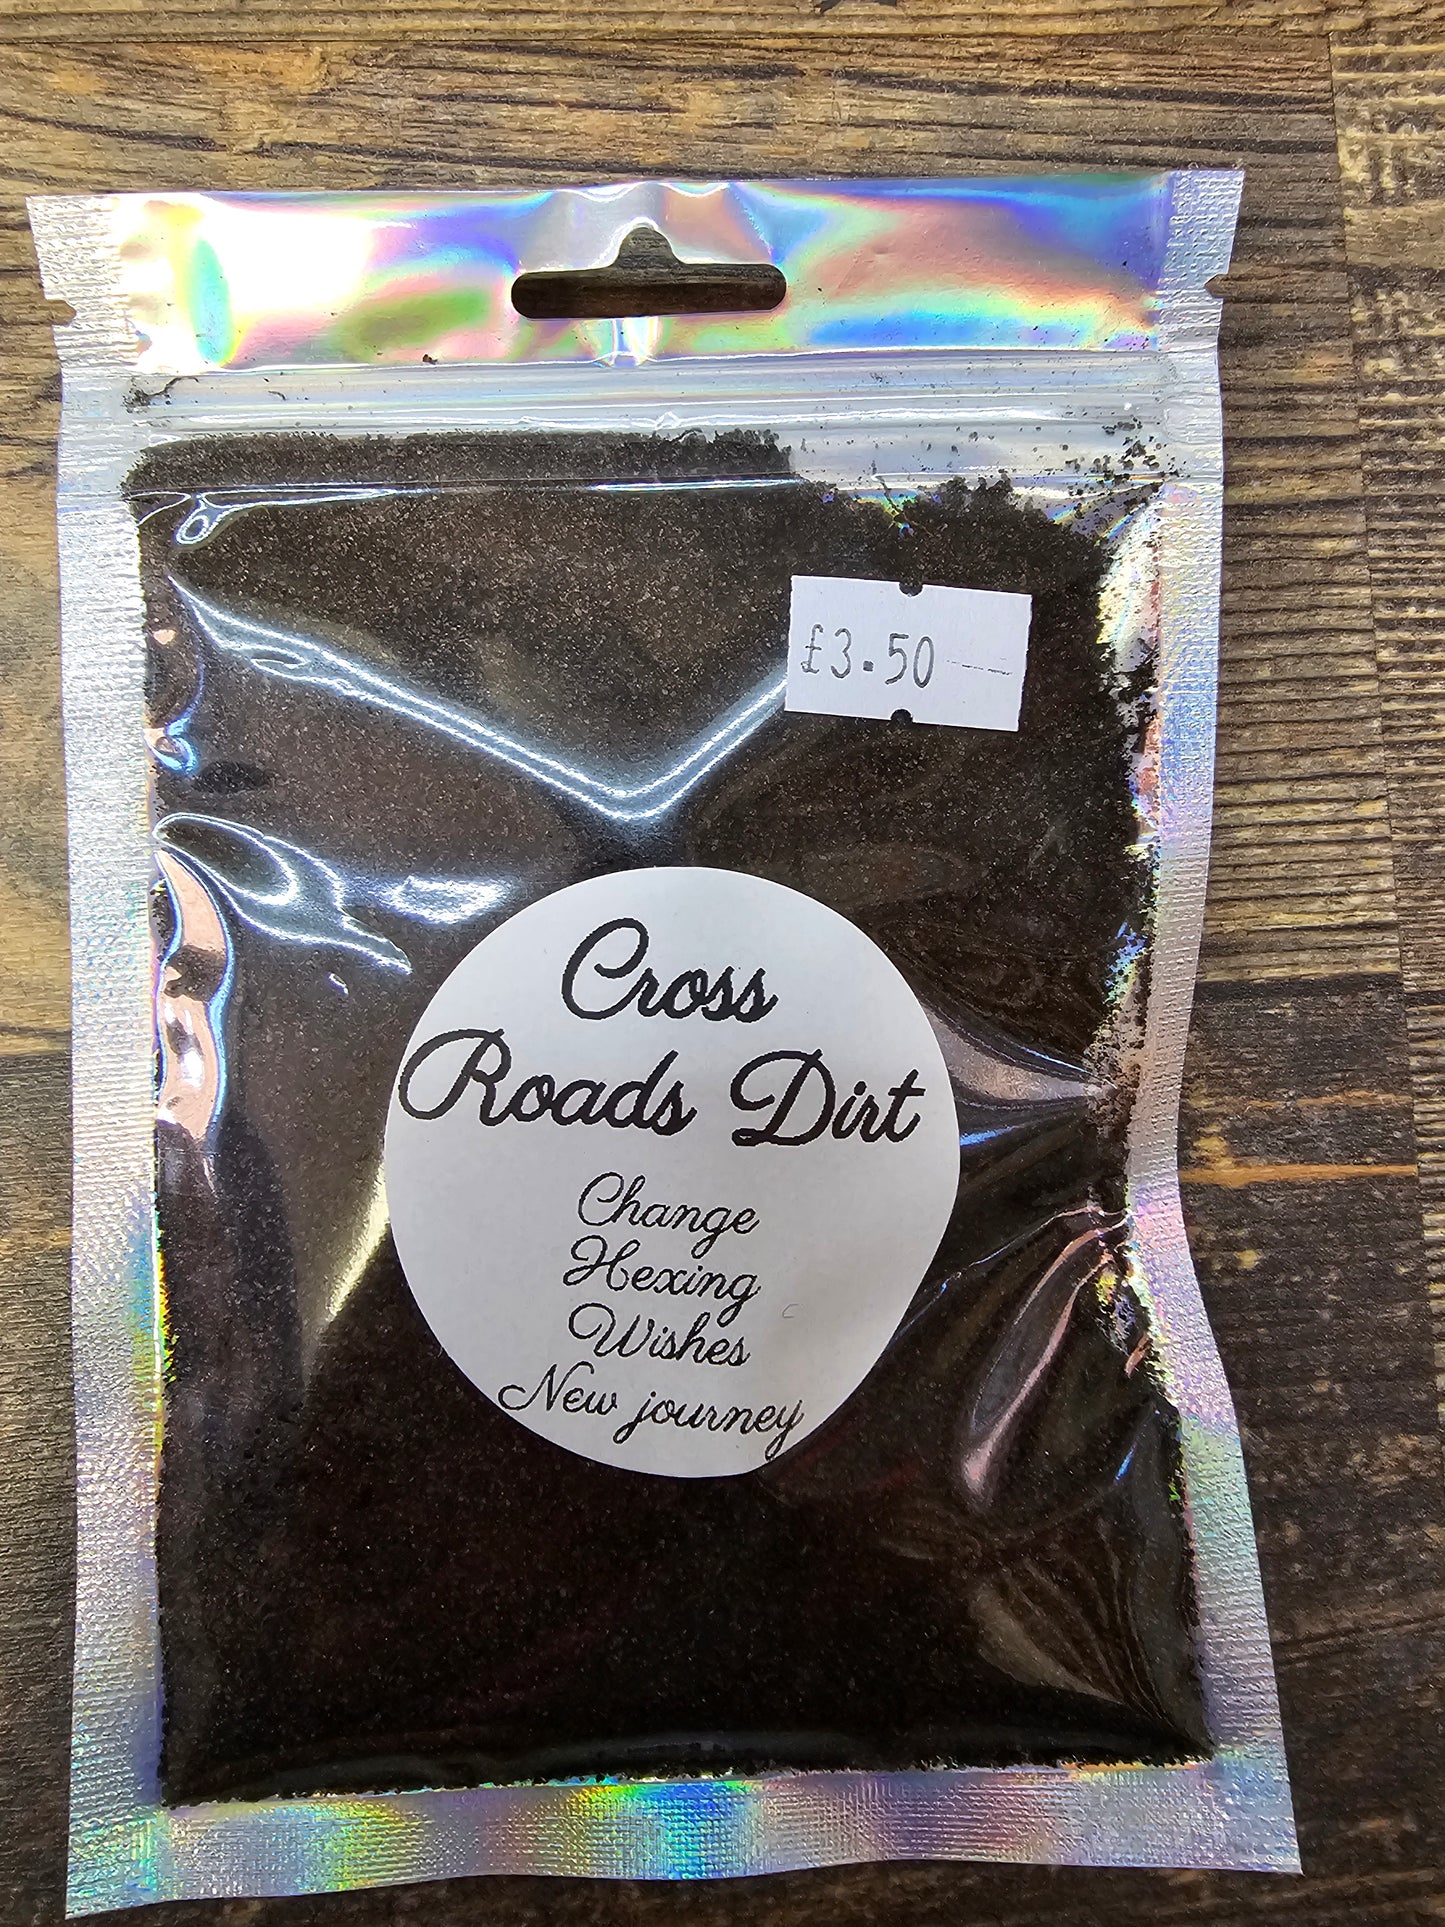 £3.50
Cross
Roads Dirt
Change
Hexing
Wishes
New journey